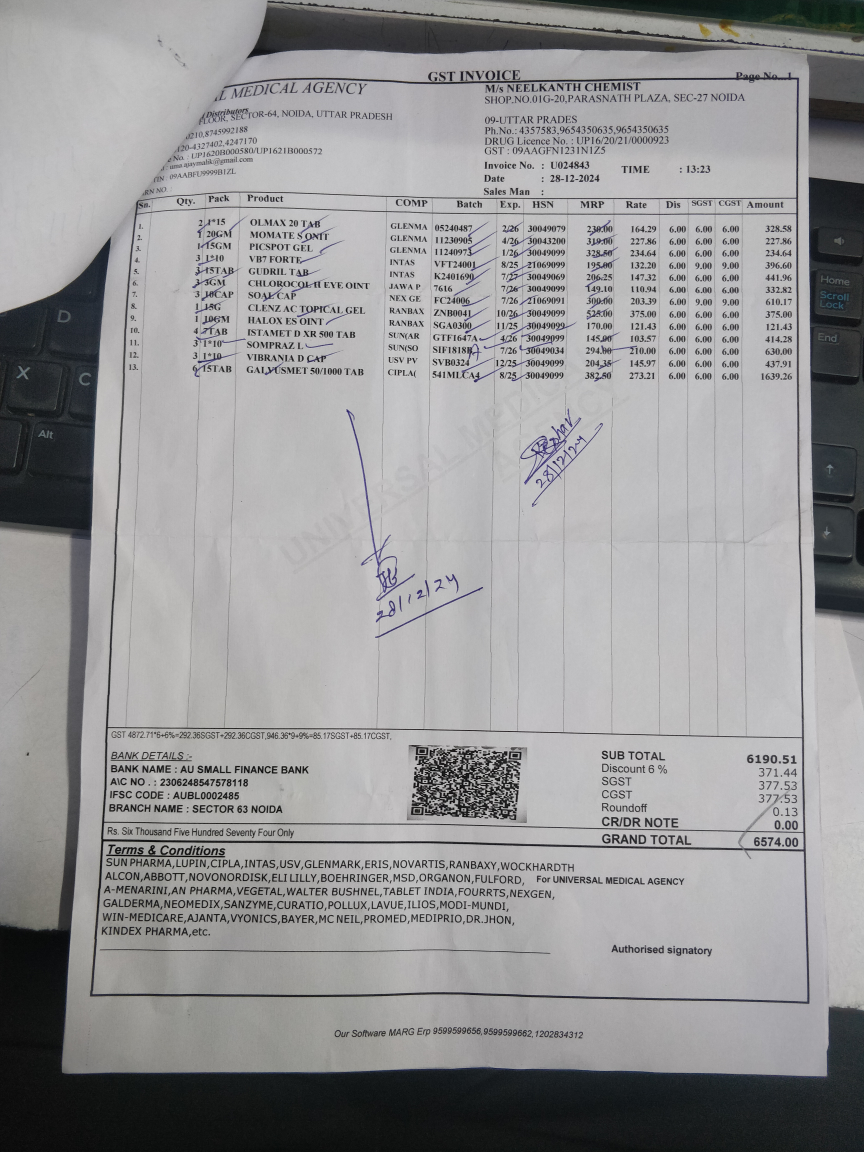 GST INVOICE
Page No...1
L MEDICAL AGENCY
Distributors
FLOOR, SECTOR-64, NOIDA, UTTAR PRADESH
0210,8745992188
120-4327402,4247170
e No. : UP1620B000580/UP1621B000572
uma.ajaymalik@gmail.com
TIN : 09AABFU9999B1ZL
ARN NO.
M/s NEELKANTH CHEMIST
SHOP.NO.01G-20,PARASNATH PLAZA, SEC-27 NOIDA
09-UTTAR PRADES
Ph.No.: 4357583,9654350635,9654350635
DRUG Licence No.: UP16/20/21/0000923
GST : 09AAGFN1231N1Z5
Invoice No. : U024843 TIME : 13:23
Date : 28-12-2024
Sales Man :
Sn. Qty. Pack Product COMP Batch Exp. HSN MRP Rate Dis SGST CGST Amount
1. 2 1*15 OLMAX 20 TAB GLENMA 05240487 2/26 30049079 230.00 164.29 6.00 6.00 6.00 328.58
2. 1 20GM MOMATE S ONIT GLENMA 11230905 4/26 30043200 319.00 227.86 6.00 6.00 6.00 227.86
3. 1 15GM PICSPOT GEL GLENMA 11240973 1/26 30049099 328.50 234.64 6.00 6.00 6.00 234.64
4. 3 1*10 VB7 FORTE INTAS VFT24001 8/25 21069099 195.00 132.20 6.00 9.00 9.00 396.60
5. 3 15TAB GUDRIL TAB INTAS K2401690 7/27 30049069 206.25 147.32 6.00 6.00 6.00 441.96
6. 3 3GM CHLOROCOL H EYE OINT JAWA P 7616 7/26 30049099 149.10 110.94 6.00 6.00 6.00 332.82
7. 3 10CAP SOAL CAP NEX GE FC24006 7/26 21069091 300.00 203.39 6.00 9.00 9.00 610.17
8. 1 15G CLENZ AC TOPICAL GEL RANBAX ZNB0041 10/26 30049099 525.00 375.00 6.00 6.00 6.00 375.00
9. 1 10GM HALOX ES OINT RANBAX SGA0300 11/25 30049099 170.00 121.43 6.00 6.00 6.00 121.43
10. 4 7TAB ISTAMET D XR 500 TAB SUN(AR GTF1647A 4/26 30049099 145.00 103.57 6.00 6.00 6.00 414.28
11. 3 1*10 SOMPRAZ L SUN(SO SIF1818B 7/26 30049034 294.00 210.00 6.00 6.00 6.00 630.00
12. 3 1*10 VIBRANIA D CAP USV PV SVB0324 12/25 30049099 204.35 145.97 6.00 6.00 6.00 437.91
13. 6 15TAB GALVUSMET 50/1000 TAB CIPLA( 541MLCA4 8/25 30049099 382.50 273.21 6.00 6.00 6.00 1639.26
UNIVERSAL MEDICAL AGENCY
28/12/24
28/12/24
GST 4872.71*6+6%=292.36SGST+292.36CGST,946.36*9+9%=85.17SGST+85.17CGST,
BANK DETAILS :-
BANK NAME : AU SMALL FINANCE BANK
A\C NO . : 2306248547578118
IFSC CODE : AUBL0002485
BRANCH NAME : SECTOR 63 NOIDA
SUB TOTAL 6190.51
Discount 6 % 371.44
SGST 377.53
CGST 377.53
Roundoff 0.13
CR/DR NOTE 0.00
GRAND TOTAL 6574.00
Rs. Six Thousand Five Hundred Seventy Four Only
Terms & Conditions
SUN PHARMA,LUPIN,CIPLA,INTAS,USV,GLENMARK,ERIS,NOVARTIS,RANBAXY,WOCKHARDTH
ALCON,ABBOTT,NOVONORDISK,ELI LILLY,BOEHRINGER,MSD,ORGANON,FULFORD, For UNIVERSAL MEDICAL AGENCY
A-MENARINI,AN PHARMA,VEGETAL,WALTER BUSHNEL,TABLET INDIA,FOURRTS,NEXGEN,
GALDERMA,NEOMEDIX,SANZYME,CURATIO,POLLUX,LAVUE,ILIOS,MODI-MUNDI,
WIN-MEDICARE,AJANTA,VYONICS,BAYER,MC NEIL,PROMED,MEDIPRIO,DR.JHON,
KINDEX PHARMA,etc.
Authorised signatory
Our Software MARG Erp 9599599656,9599599662,1202834312
D
X
C
Alt
Home
Scroll
Lock
End